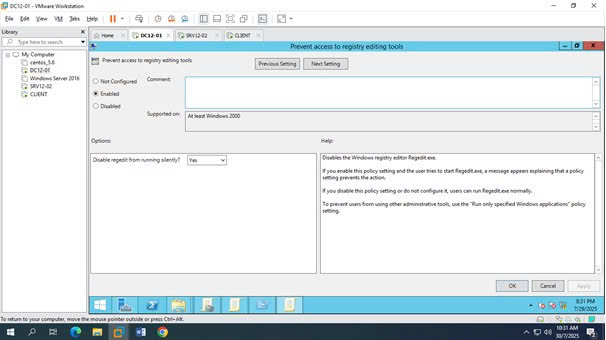 DC12-01 - VMware Workstation
File Edit View VM Tabs Help
Library
Type here to search
My Computer
centos_5.6
DC12-01
Windows Server 2016
SRV12-02
CLIENT
Home DC12-01 SRV12-02 CLIENT
Prevent access to registry editing tools
Prevent access to registry editing tools
Previous Setting Next Setting
Not Configured
Enabled
Disabled
Comment:
Supported on:
At least Windows 2000
Options:
Disable regedit from running silently? Yes
Help:
Disables the Windows registry editor Regedit.exe.
If you enable this policy setting and the user tries to start Regedit.exe, a message appears explaining that a policy
setting prevents the action.
If you disable this policy setting or do not configure it, users can run Regedit.exe normally.
To prevent users from using other administrative tools, use the "Run only specified Windows applications" policy
setting.
OK Cancel Apply
8:31 PM
7/29/2025
To return to your computer, move the mouse pointer outside or press Ctrl+Alt.
10:31 AM
30/7/2025